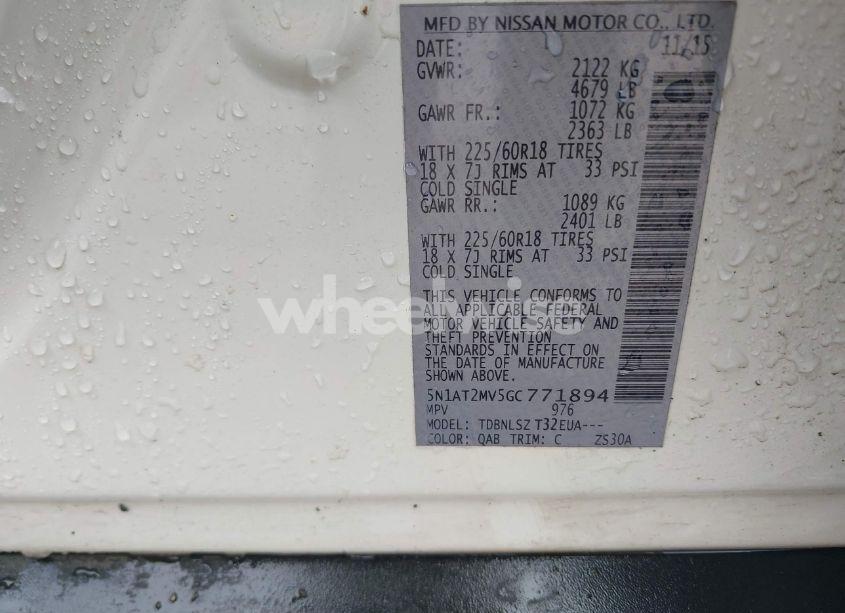 MFD BY NISSAN MOTOR CO., LTD.
DATE: 11/15
GVWR: 2122 KG
4679 LB
GAWR FR.: 1072 KG
2363 LB
WITH 225/60R18 TIRES
18 X 7J RIMS AT 33 PSI
COLD SINGLE
GAWR RR.: 1089 KG
2401 LB
WITH 225/60R18 TIRES
18 X 7J RIMS AT 33 PSI
COLD SINGLE
THIS VEHICLE CONFORMS TO
ALL APPLICABLE FEDERAL
MOTOR VEHICLE SAFETY AND
THEFT PREVENTION
STANDARDS IN EFFECT ON
THE DATE OF MANUFACTURE
SHOWN ABOVE.
5N1AT2MV5GC771894
MPV 976
MODEL: TDBNLSZ T32EUA---
COLOR: QAB TRIM: C ZS30A
wheelwise